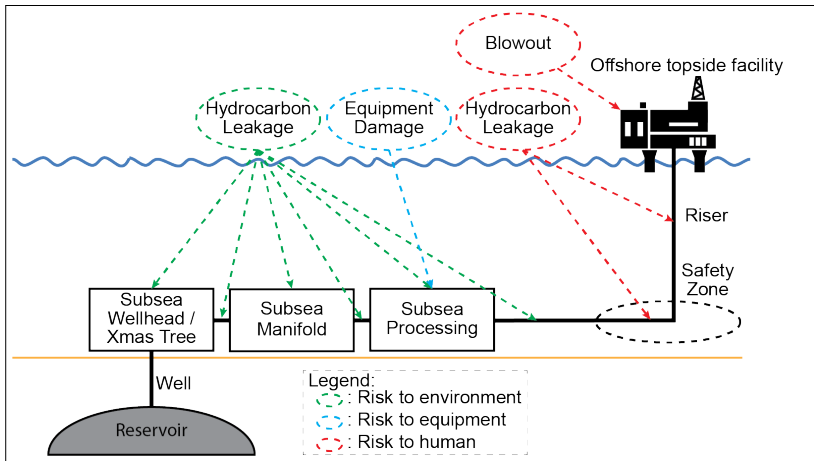 Blowout
Offshore topside facility
Hydrocarbon
Leakage
Equipment
Damage
Hydrocarbon
Leakage
Riser
Safety
Zone
Subsea
Wellhead /
Xmas Tree
Subsea
Manifold
Subsea
Processing
Well
Reservoir
Legend:
: Risk to environment
: Risk to equipment
: Risk to human